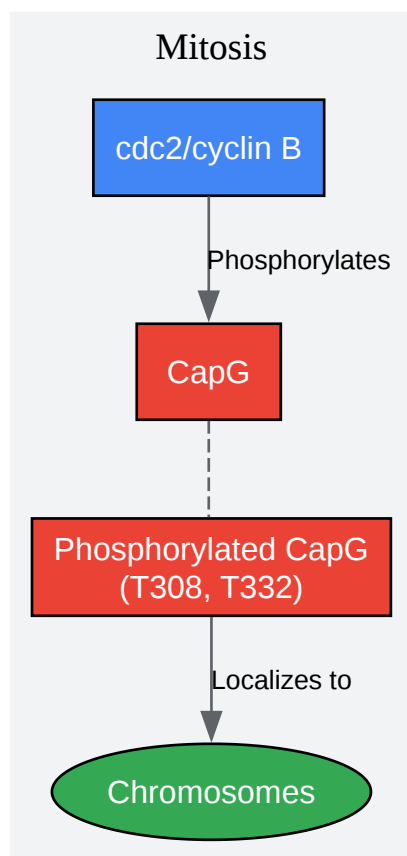 Mitosis
cdc2/cyclin B
Phosphorylates
CapG
Phosphorylated CapG
(T308, T332)
Localizes to
Chromosomes